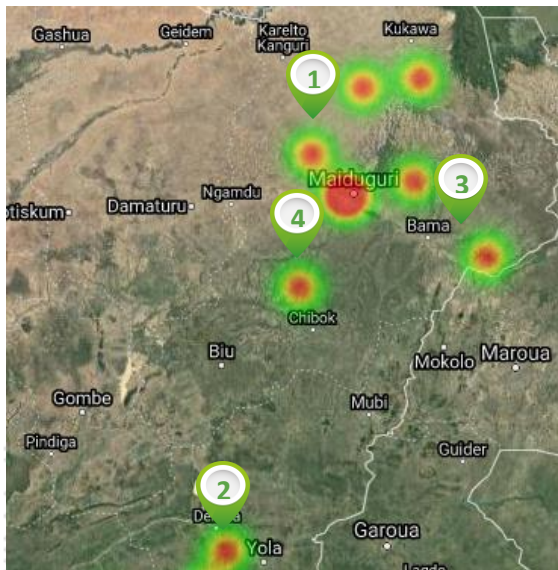 Gashua
Geidem
Karelto
Kanguri
Kukawa
1
Maiduguri
3
Ngamdu
otiskum
Damaturu
4
Bama
Chibok
Biu
Mokolo
Maroua
Gombe
Mubi
Pindiga
Guider
2
Garoua
Yola